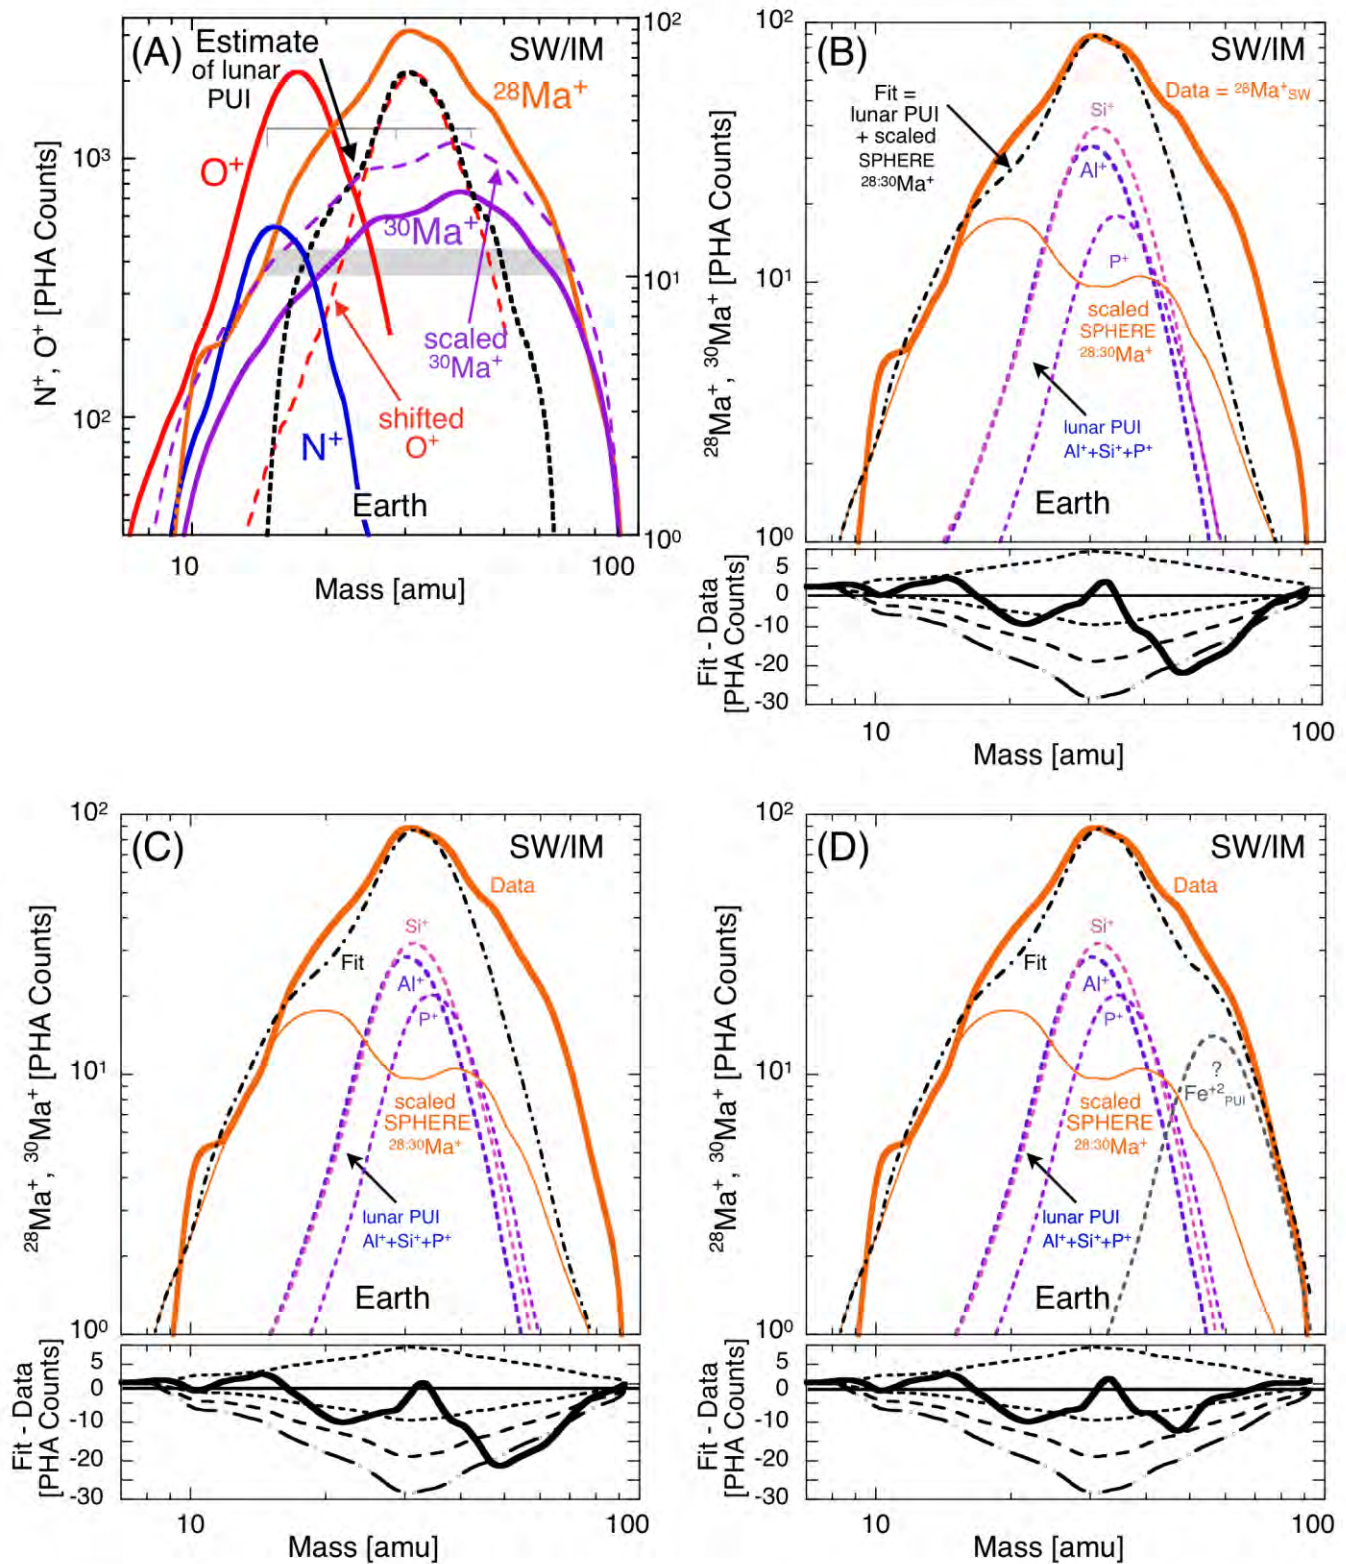 (A)
Estimate
of lunar
PUI
SW/IM
²⁸Ma⁺
O⁺
³⁰Ma⁺
scaled
³⁰Ma⁺
shifted
O⁺
N⁺
Earth
N⁺, O⁺ [PHA Counts]
10³
10²
10²
10¹
10⁰
10
100
Mass [amu]
(B)
SW/IM
Fit =
lunar PUI
+ scaled
SPHERE
²⁸:³⁰Ma⁺
Data = ²⁸Ma⁺SW
Si⁺
Al⁺
P⁺
scaled
SPHERE
²⁸:³⁰Ma⁺
lunar PUI
Al⁺+Si⁺+P⁺
Earth
²⁸Ma⁺, ³⁰Ma⁺ [PHA Counts]
10²
10¹
10⁰
Fit - Data
[PHA Counts]
5
0
-10
-20
-30
10
100
Mass [amu]
(C)
SW/IM
Data
Si⁺
Fit
Al⁺
P⁺
scaled
SPHERE
²⁸:³⁰Ma⁺
lunar PUI
Al⁺+Si⁺+P⁺
Earth
²⁸Ma⁺, ³⁰Ma⁺ [PHA Counts]
10²
10¹
10⁰
Fit - Data
[PHA Counts]
5
0
-10
-20
-30
10
100
Mass [amu]
(D)
SW/IM
Data
Si⁺
Fit
Al⁺
P⁺
?
Fe⁺²PUI
scaled
SPHERE
²⁸:³⁰Ma⁺
lunar PUI
Al⁺+Si⁺+P⁺
Earth
²⁸Ma⁺, ³⁰Ma⁺ [PHA Counts]
10²
10¹
10⁰
Fit - Data
[PHA Counts]
5
0
-10
-20
-30
10
100
Mass [amu]